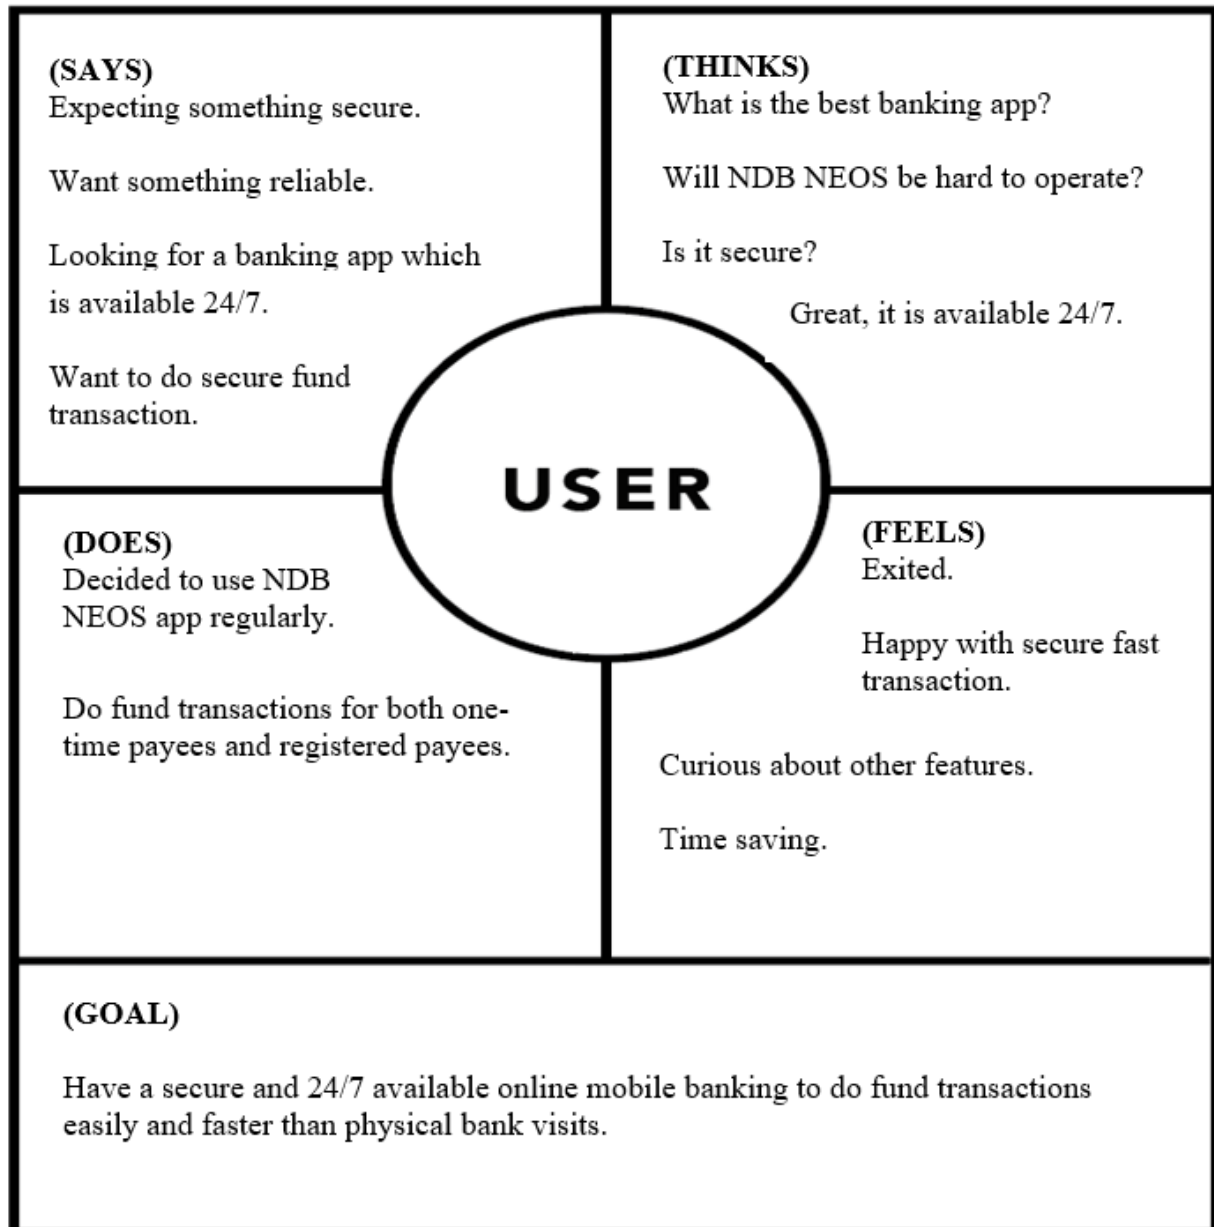 (SAYS)
Expecting something secure.
Want something reliable.
Looking for a banking app which
is available 24/7.
Want to do secure fund
transaction.
(THINKS)
What is the best banking app?
Will NDB NEOS be hard to operate?
Is it secure?
Great, it is available 24/7.
USER
(DOES)
Decided to use NDB
NEOS app regularly.
Do fund transactions for both one-
time payees and registered payees.
(FEELS)
Exited.
Happy with secure fast
transaction.
Curious about other features.
Time saving.
(GOAL)
Have a secure and 24/7 available online mobile banking to do fund transactions
easily and faster than physical bank visits.